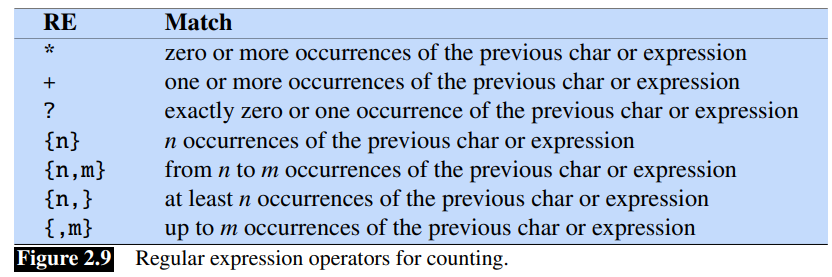 RE Match
* zero or more occurrences of the previous char or expression
+ one or more occurrences of the previous char or expression
? exactly zero or one occurrence of the previous char or expression
{n} n occurrences of the previous char or expression
{n,m} from n to m occurrences of the previous char or expression
{n,} at least n occurrences of the previous char or expression
{,m} up to m occurrences of the previous char or expression
Figure 2.9 Regular expression operators for counting.